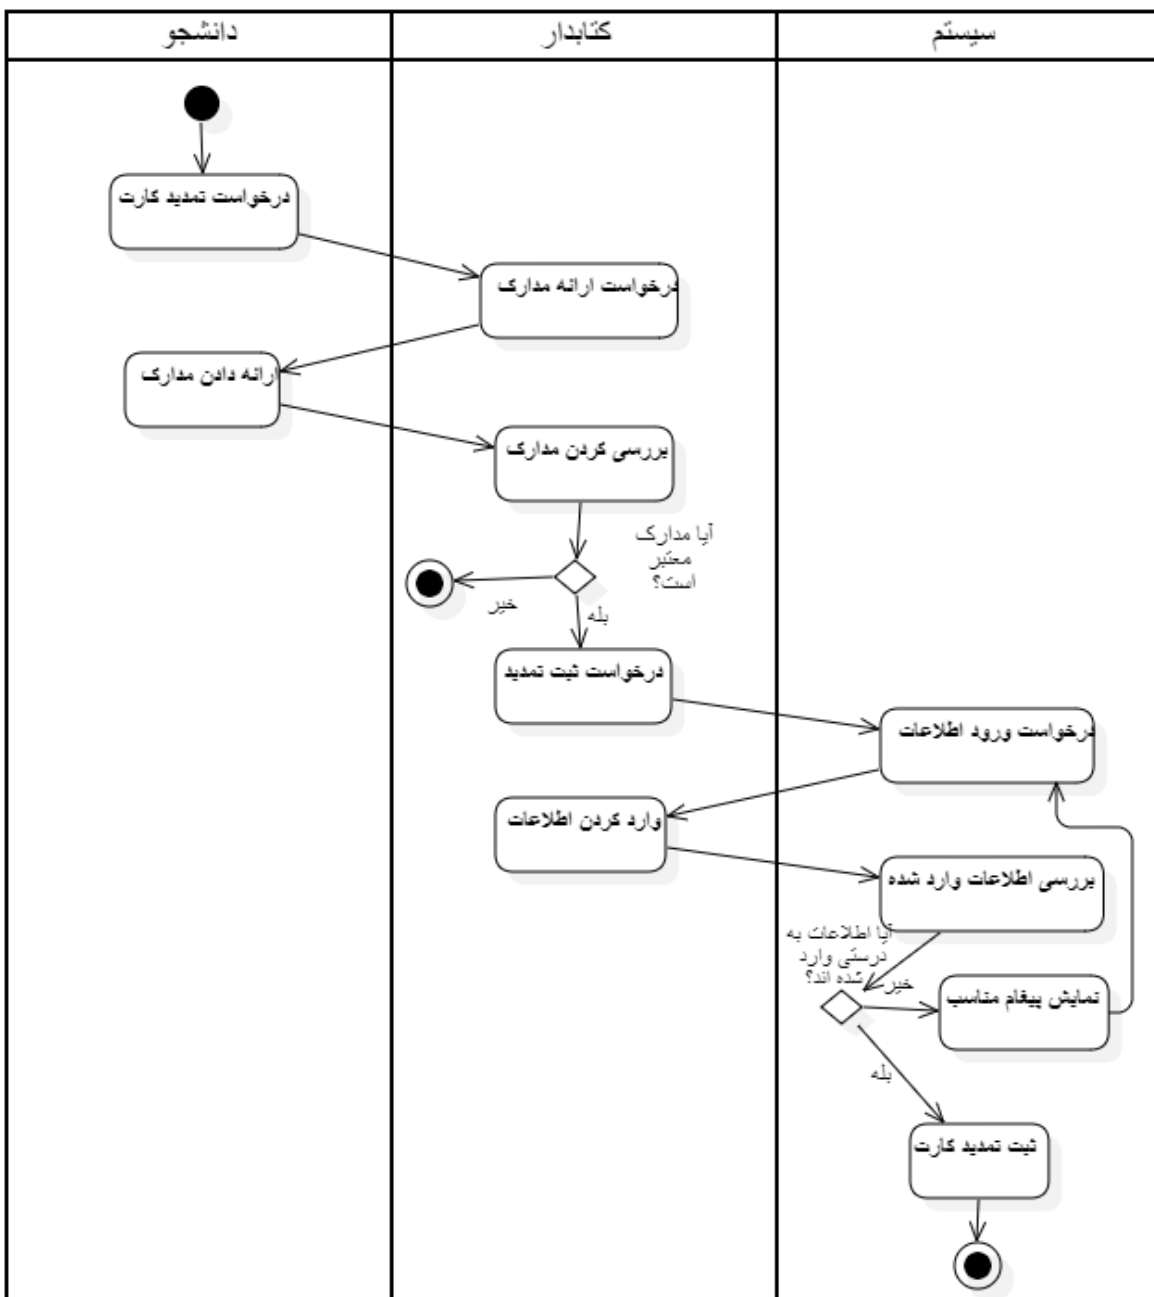 دانشجو
کتابدار
سیستم
درخواست تمدید کارت
درخواست ارائه مدارک
ارائه دادن مدارک
بررسی کردن مدارک
آیا مدارک
معتبر
است؟
خیر
بله
درخواست ثبت تمدید
درخواست ورود اطلاعات
وارد کردن اطلاعات
بررسی اطلاعات وارد شده
آیا اطلاعات به
درستی وارد
شده اند؟
خیر
نمایش پیغام مناسب
بله
ثبت تمدید کارت